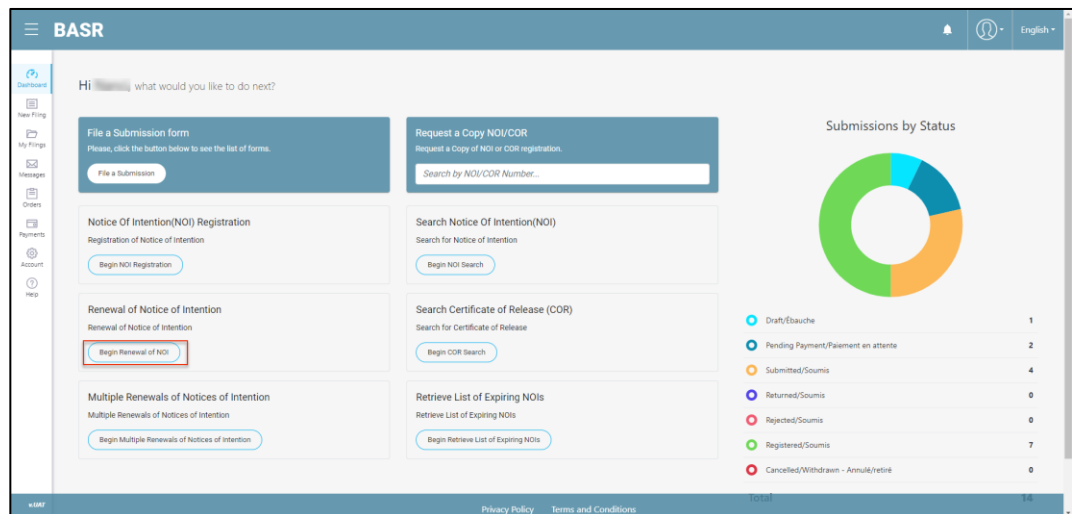 BASR
English
Dashboard
New Filing
My Filings
Messages
Orders
Payments
Account
Help
Hi
what would you like to do next?
File a Submission form
Please, click the button below to see the list of forms.
File a Submission
Request a Copy NOI/COR
Request a Copy of NOI or COR registration.
Search by NOI/COR Number...
Notice Of Intention(NOI) Registration
Registration of Notice of Intention
Begin NOI Registration
Search Notice Of Intention(NOI)
Search for Notice of Intention
Begin NOI Search
Renewal of Notice of Intention
Renewal of Notice of Intention
Begin Renewal of NOI
Search Certificate of Release (COR)
Search for Certificate of Release
Begin COR Search
Multiple Renewals of Notices of Intention
Multiple Renewals of Notices of Intention
Begin Multiple Renewals of Notices of Intention
Retrieve List of Expiring NOIs
Retrieve List of Expiring NOIs
Begin Retrieve List of Expiring NOIs
Submissions by Status
Draft/Ébauche 1
Pending Payment/Paiement en attente 2
Submitted/Soumis 4
Returned/Soumis 0
Rejected/Soumis 0
Registered/Soumis 7
Cancelled/Withdrawn - Annulé/retiré 0
Total 14
v.UAT
Privacy Policy Terms and Conditions